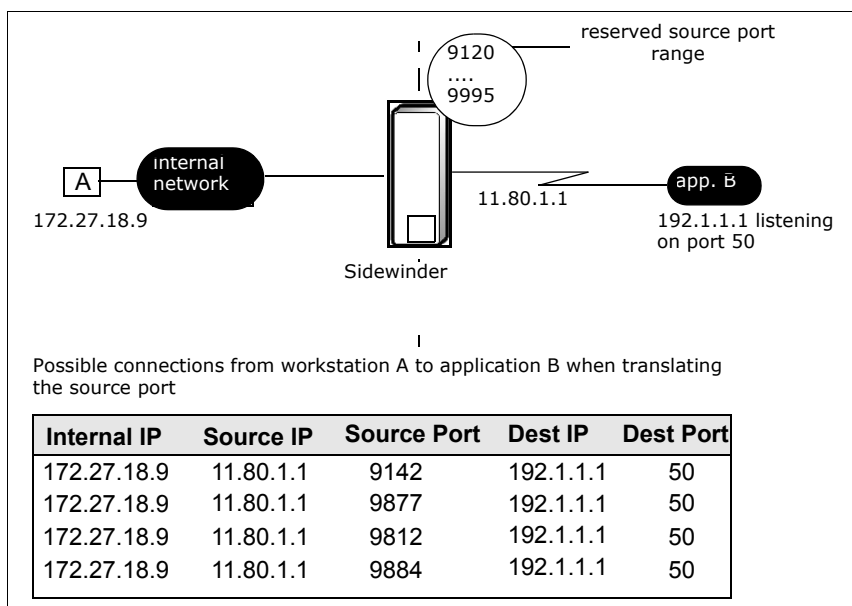 reserved source port
range
9120
....
9995
A
internal
network
app. B
172.27.18.9
11.80.1.1
192.1.1.1 listening
on port 50
Sidewinder
Possible connections from workstation A to application B when translating
the source port
Internal IP Source IP Source Port Dest IP Dest Port
172.27.18.9 11.80.1.1 9142 192.1.1.1 50
172.27.18.9 11.80.1.1 9877 192.1.1.1 50
172.27.18.9 11.80.1.1 9812 192.1.1.1 50
172.27.18.9 11.80.1.1 9884 192.1.1.1 50